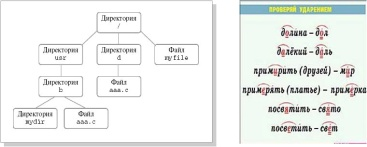 Директория
/
Директория
usr
Директория
d
Файл
myfile
Директория
b
Файл
aaa.c
Директория
mydir
Файл
aaa.c
ПРОВЕРЯЙ УДАРЕНИЕМ
долина – дол
далёкий – даль
примирить (друзей) – мир
примерять (платье) – примерка
посвятить – свято
посветить – свет